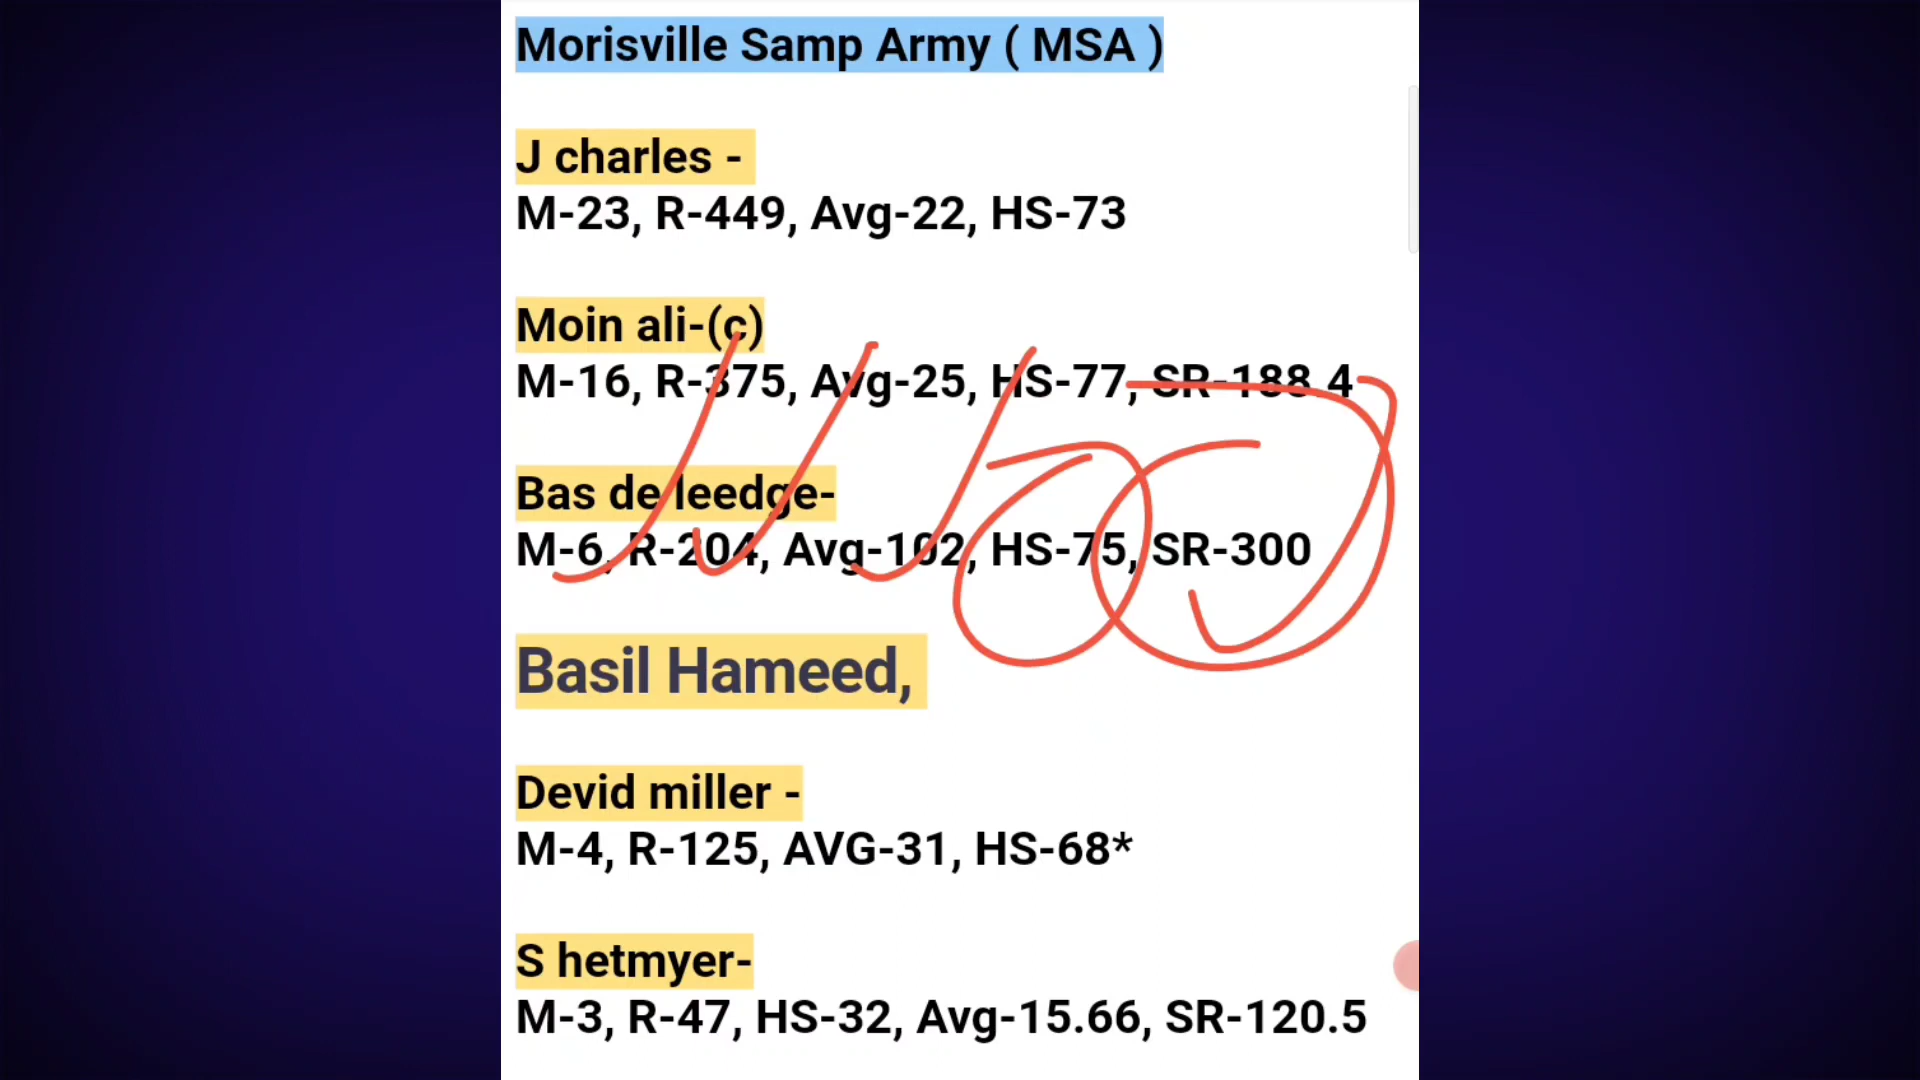 Morisville Samp Army ( MSA )
J charles -
M-23, R-449, Avg-22, HS-73
Moin ali-(c)
M-16, R-375, Avg-25, HS-77, SR-188.4
Bas de leedge-
M-6, R-204, Avg-102, HS-75, SR-300
Basil Hameed,
Devid miller -
M-4, R-125, AVG-31, HS-68*
S hetmyer-
M-3, R-47, HS-32, Avg-15.66, SR-120.5